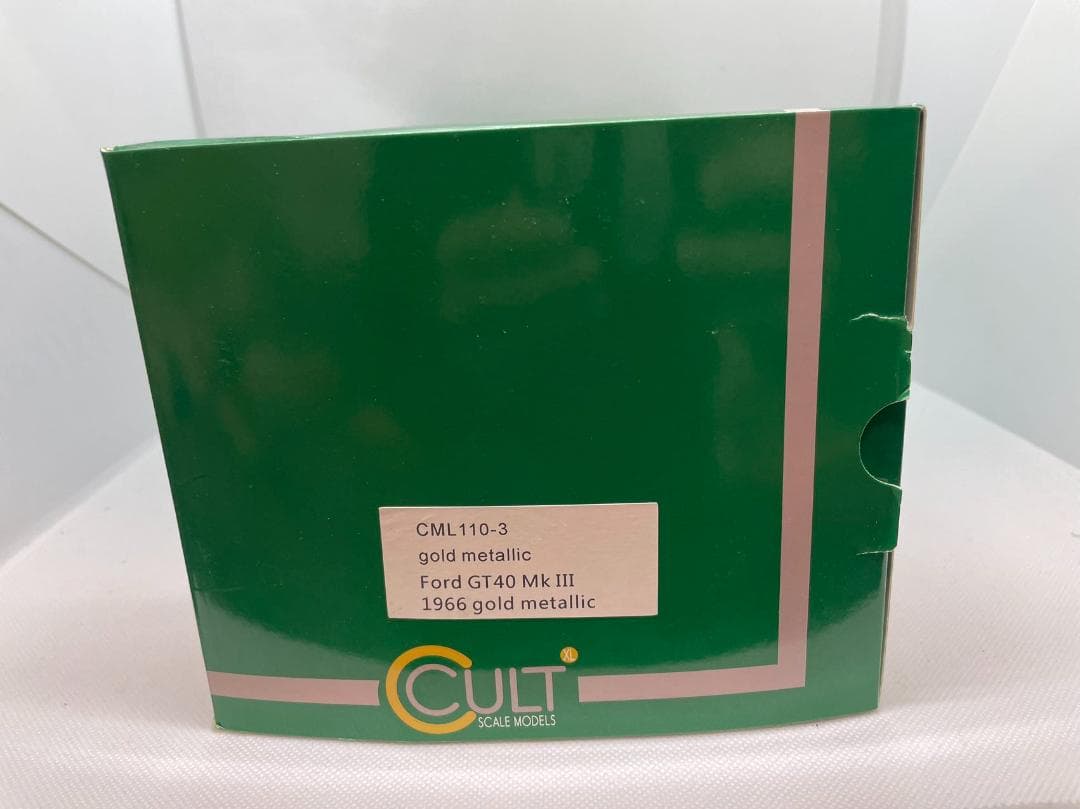 CML110-3
gold metallic
Ford GT40 Mk III
1966 gold metallic
CULT XL
SCALE MODELS